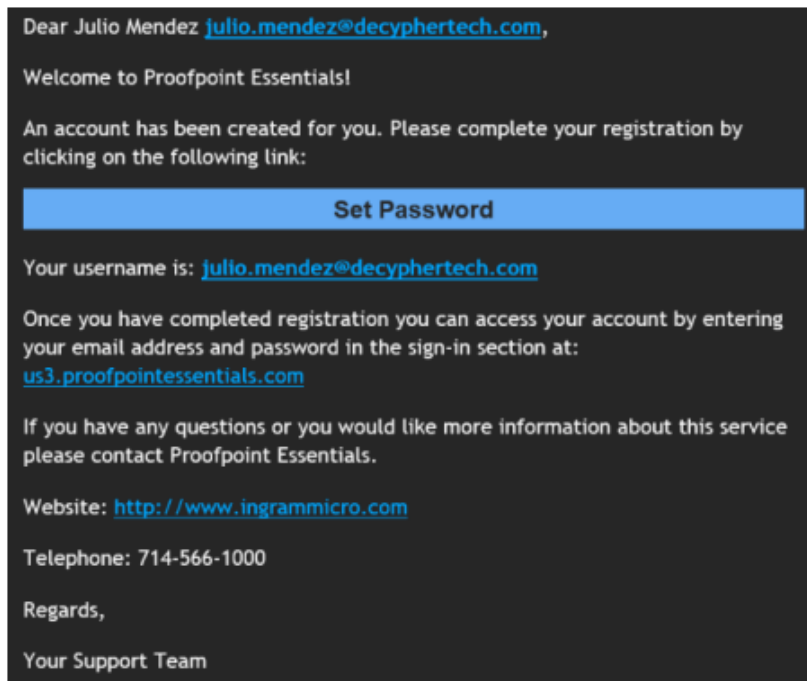 Dear Julio Mendez julio.mendez@decyphertech.com,
Welcome to Proofpoint Essentials!
An account has been created for you. Please complete your registration by
clicking on the following link:
Set Password
Your username is: julio.mendez@decyphertech.com
Once you have completed registration you can access your account by entering
your email address and password in the sign-in section at:
us3.proofpointessentials.com
If you have any questions or you would like more information about this service
please contact Proofpoint Essentials.
Website: http://www.ingrammicro.com
Telephone: 714-566-1000
Regards,
Your Support Team